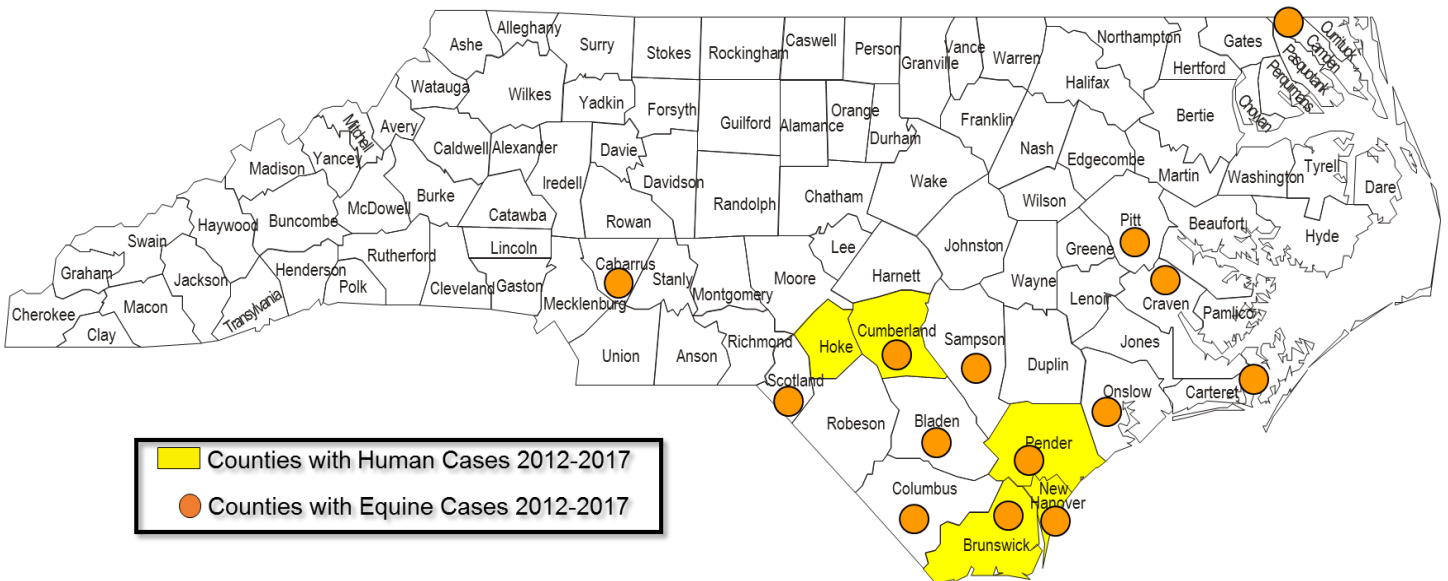 Alleghany
Ashe
Surry
Stokes
Rockingham
Caswell
Person
Granville
Vance
Warren
Northampton
Gates
Currituck
Camden
Pasquotank
Perquimans
Chowan
Hertford
Halifax
Watauga
Wilkes
Yadkin
Forsyth
Guilford
Alamance
Orange
Durham
Franklin
Bertie
Mitchell
Avery
Yancey
Madison
Caldwell
Alexander
Davie
Iredell
Davidson
Nash
Edgecombe
Martin
Washington
Tyrell
Dare
Burke
McDowell
Buncombe
Haywood
Catawba
Rowan
Randolph
Chatham
Wake
Wilson
Pitt
Beaufort
Hyde
Swain
Graham
Jackson
Henderson
Rutherford
Polk
Lincoln
Cleveland
Gaston
Cabarrus
Stanly
Montgomery
Moore
Lee
Harnett
Johnston
Wayne
Greene
Lenoir
Craven
Pamlico
Cherokee
Macon
Clay
Transylvania
Mecklenburg
Union
Anson
Richmond
Hoke
Cumberland
Sampson
Duplin
Jones
Scotland
Onslow
Carteret
Robeson
Bladen
Pender
Columbus
New
Hanover
Brunswick
Counties with Human Cases 2012-2017
Counties with Equine Cases 2012-2017